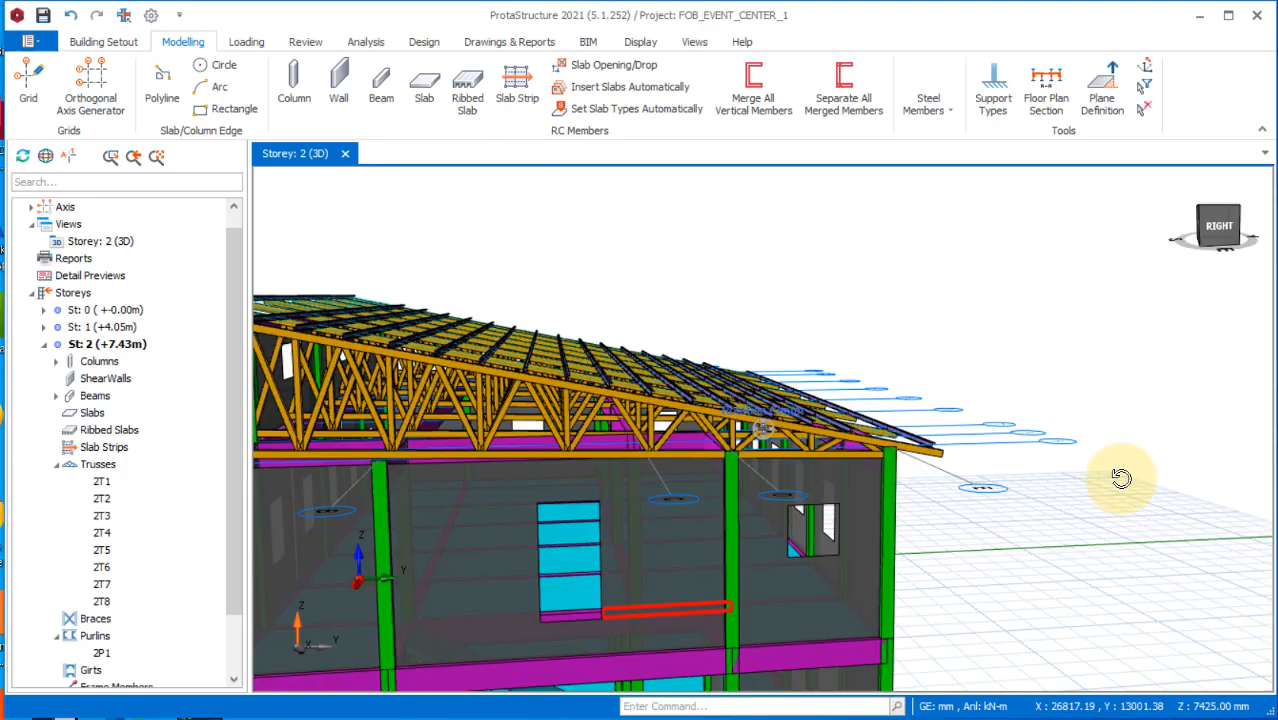 ProtaStructure 2021 (5.1.252) / Project: FOB_EVENT_CENTER_1
Building Setout
Modelling
Loading
Review
Analysis
Design
Drawings & Reports
BIM
Display
Views
Help
Grid
Orthogonal
Axis Generator
Grids
Polyline
Circle
Arc
Rectangle
Slab/Column Edge
Column
Wall
Beam
Slab
Ribbed
Slab
Slab Strip
Slab Opening/Drop
Insert Slabs Automatically
Set Slab Types Automatically
RC Members
Merge All
Vertical Members
Separate All
Merged Members
Steel
Members
Support
Types
Floor Plan
Section
Plane
Definition
Tools
Storey: 2 (3D)
Search...
Axis
Views
3D Storey: 2 (3D)
Reports
Detail Previews
Storeys
St: 0 ( +-0.00m)
St: 1 (+4.05m)
St: 2 (+7.43m)
Columns
ShearWalls
Beams
Slabs
Ribbed Slabs
Slab Strips
Trusses
2T1
2T2
2T3
2T4
2T5
2T6
2T7
2T8
Braces
Purlins
2P1
Girts
Frame Members
RIGHT
Z
Y
Z
X
Y
Enter Command...
GE: mm , Anl: kN-m
X : 26817.19 , Y : 13001.38
Z : 7425.00 mm